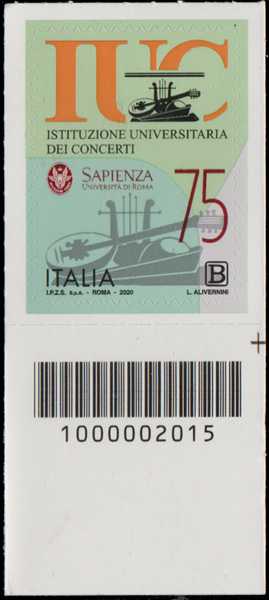 IUC
ISTITUZIONE UNIVERSITARIA
DEI CONCERTI
SAPIENZA
UNIVERSITÀ DI ROMA
75
ITALIA B
I.P.Z.S. S.p.A. - ROMA - 2020 L. ALIVERNINI
1000002015